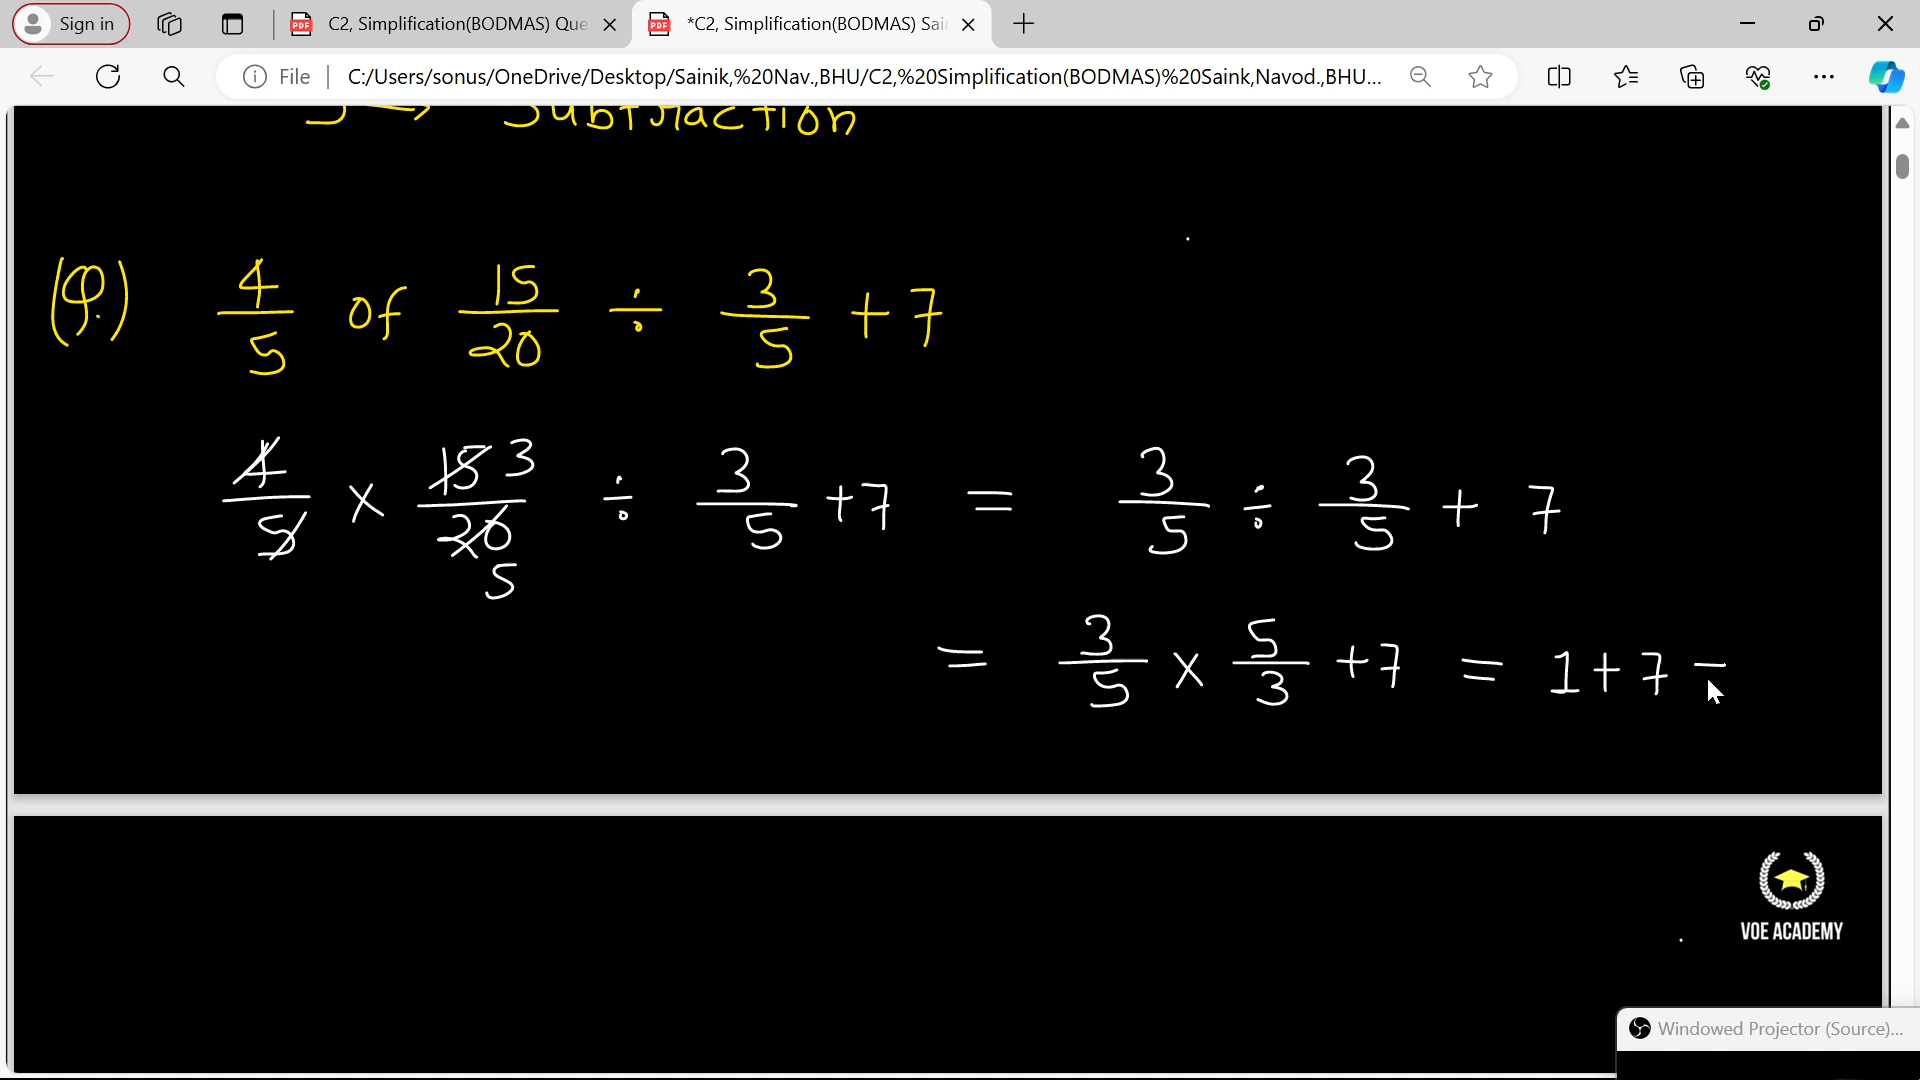 Sign in
C2, Simplification(BODMAS) Que
*C2, Simplification(BODMAS) Sai
File
C:/Users/sonus/OneDrive/Desktop/Sainik,%20Nav.,BHU/C2,%20Simplification(BODMAS)%20Saink,Navod.,BHU...
S → Subtraction
(Q.) 4/5 of 15/20 ÷ 3/5 + 7
4/5 × 15/20 3 5 ÷ 3/5 + 7 = 3/5 ÷ 3/5 + 7
= 3/5 × 5/3 + 7 = 1 + 7 =
VOE ACADEMY
Windowed Projector (Source)...